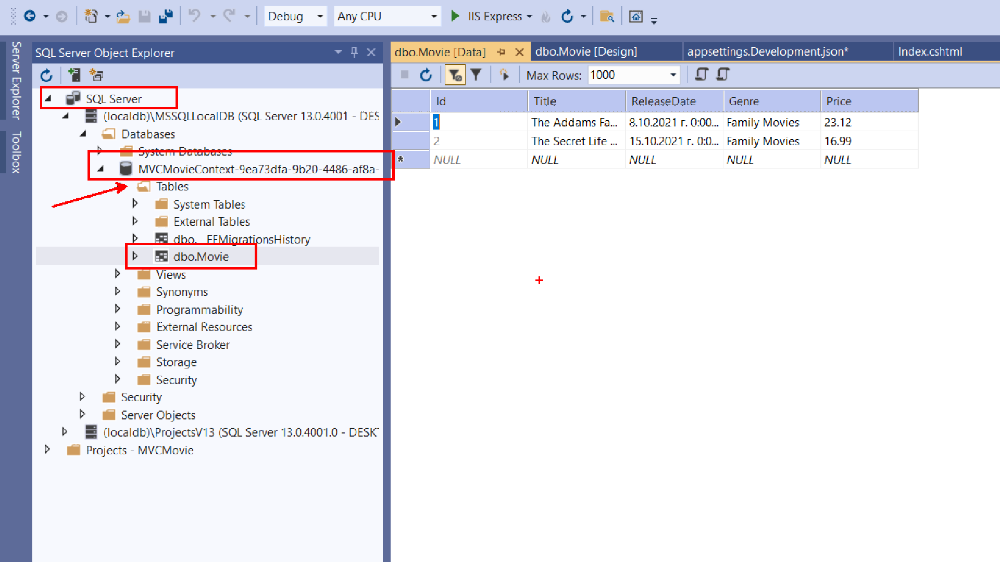 Debug
Any CPU
IIS Express
Server Explorer
Toolbox
SQL Server Object Explorer
SQL Server
(localdb)\MSSQLLocalDB (SQL Server 13.0.4001 - DES
Databases
System Databases
MVCMovieContext-9ea73dfa-9b20-4486-af8a-
Tables
System Tables
External Tables
dbo.__EFMigrationsHistory
dbo.Movie
Views
Synonyms
Programmability
External Resources
Service Broker
Storage
Security
Security
Server Objects
(localdb)\ProjectsV13 (SQL Server 13.0.4001.0 - DESKT
Projects - MVCMovie
dbo.Movie [Data]
dbo.Movie [Design]
appsettings.Development.json*
Index.cshtml
Max Rows: 1000
Id Title ReleaseDate Genre Price
1 The Addams Fa... 8.10.2021 г. 0:00... Family Movies 23.12
2 The Secret Life ... 15.10.2021 г. 0:0... Family Movies 16.99
NULL NULL NULL NULL NULL